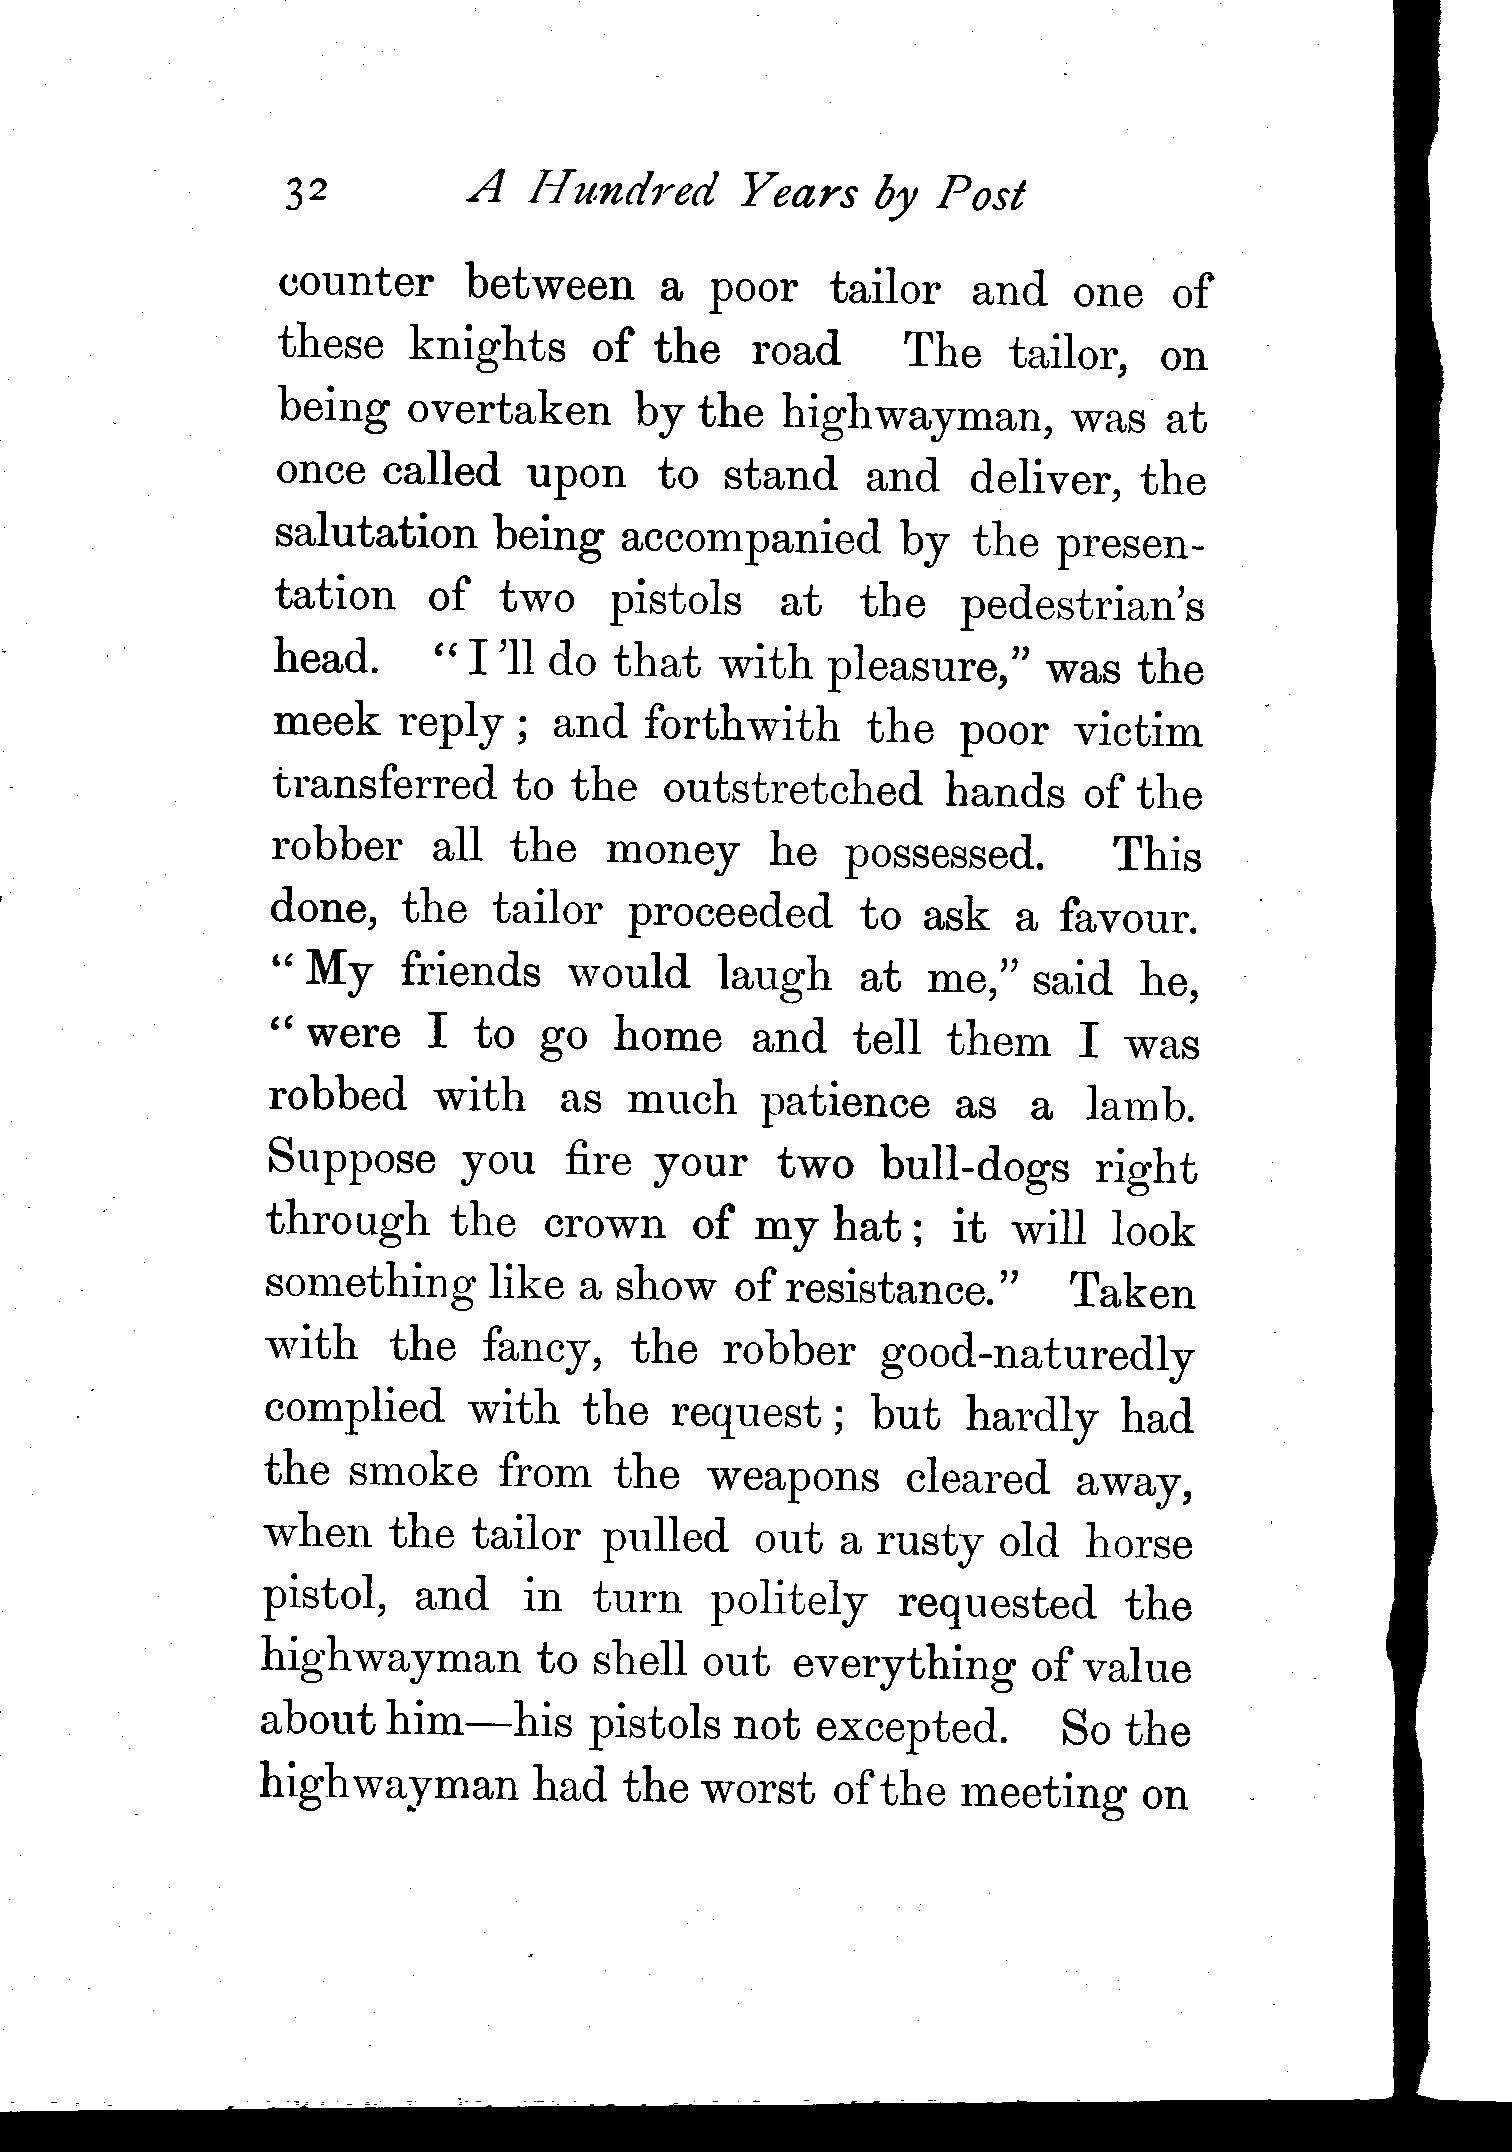 32 A Hundred Years by Post
counter between a poor tailor and one of
these knights of the road The tailor, on
being overtaken by the highwayman, was at
once called upon to stand and deliver, the
salutation being accompanied by the presen-
tation of two pistols at the pedestrian's
head. "I'll do that with pleasure," was the
meek reply; and forthwith the poor victim
transferred to the outstretched hands of the
robber all the money he possessed. This
done, the tailor proceeded to ask a favour.
"My friends would laugh at me," said he,
"were I to go home and tell them I was
robbed with as much patience as a lamb.
Suppose you fire your two bull-dogs right
through the crown of my hat; it will look
something like a show of resistance." Taken
with the fancy, the robber good-naturedly
complied with the request; but hardly had
the smoke from the weapons cleared away,
when the tailor pulled out a rusty old horse
pistol, and in turn politely requested the
highwayman to shell out everything of value
about him—his pistols not excepted. So the
highwayman had the worst of the meeting on